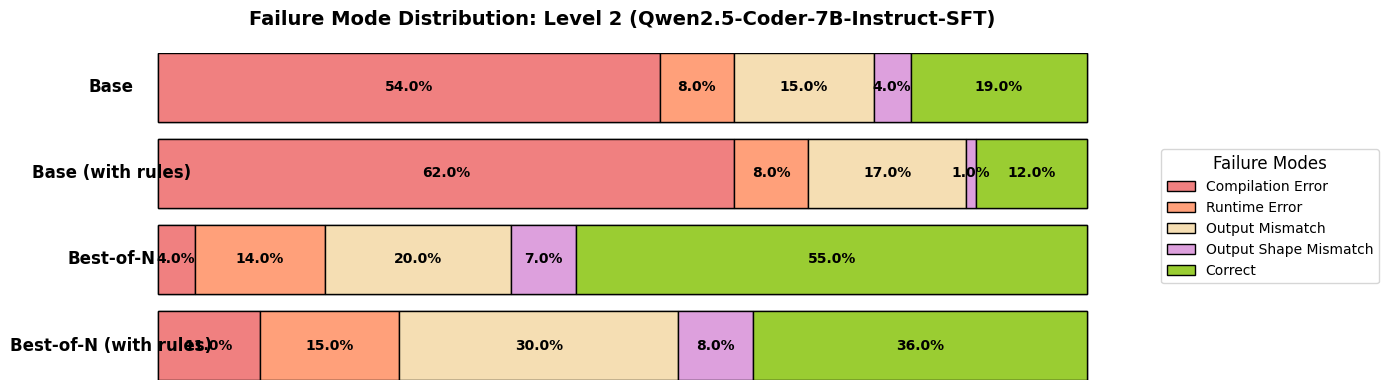 Failure Mode Distribution: Level 2 (Qwen2.5-Coder-7B-Instruct-SFT)
Base
54.0%
8.0%
15.0%
4.0%
19.0%
Base (with rules)
62.0%
8.0%
17.0%
1.0%
12.0%
Best-of-N
4.0%
14.0%
20.0%
7.0%
55.0%
Best-of-N (with rules)
11.0%
15.0%
30.0%
8.0%
36.0%
Failure Modes
Compilation Error
Runtime Error
Output Mismatch
Output Shape Mismatch
Correct